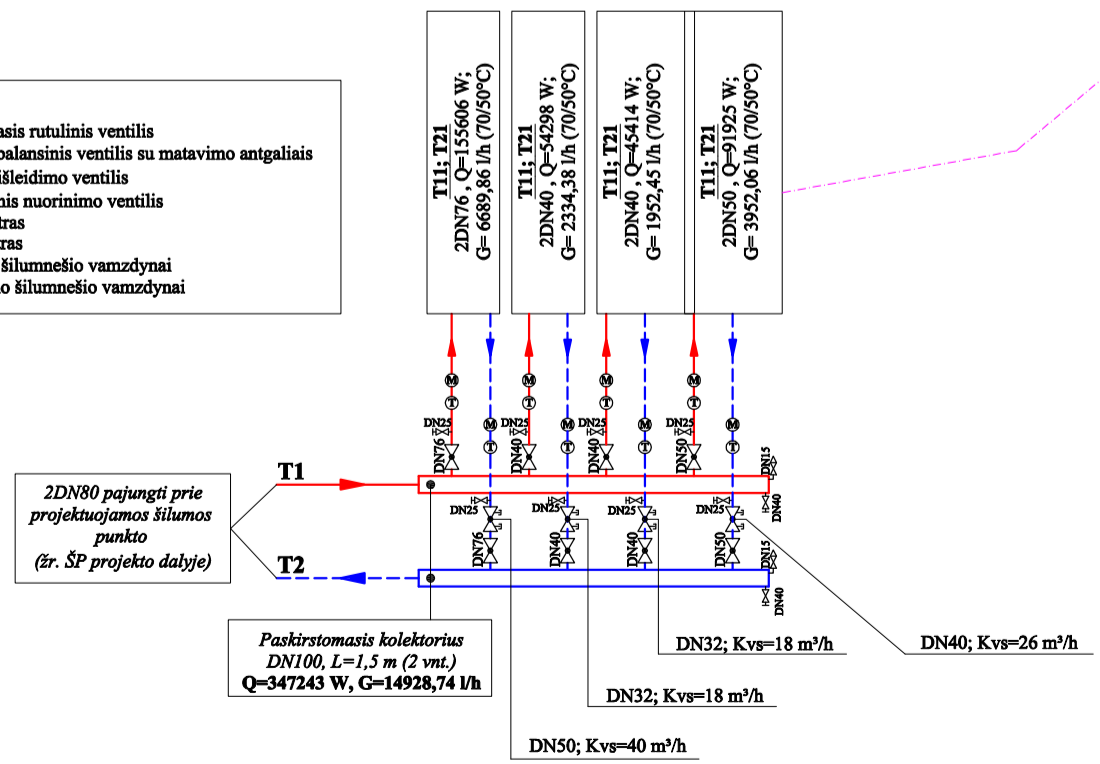 asis rutulinis ventilis
balansinis ventilis su matavimo antgaliais
išleidimo ventilis
nis nuorinimo ventilis
tras
tras
šilumnešio vamzdynai
o šilumnešio vamzdynai
T11; T21
2DN76 , Q=155606 W;
G= 6689,86 l/h (70/50°C)
T11; T21
2DN40 , Q=54298 W;
G= 2334,38 l/h (70/50°C)
T11; T21
2DN40 , Q=45414 W;
G= 1952,45 l/h (70/50°C)
T11; T21
2DN50 , Q=91925 W;
G= 3952,06 l/h (70/50°C)
M
M
M
M
T
T
T
T
DN25
DN25
DN25
DN25
M
M
M
M
T
T
T
T
DN76
DN40
DN40
DN50
DN15
T1
DN40
2DN80 pajungti prie
projektuojamos šilumos
punkto
(žr. ŠP projekto dalyje)
DN25
DN25
DN25
DN25
DN76
DN40
DN40
DN50
DN15
T2
DN40
Paskirstomasis kolektorius
DN100, L=1,5 m (2 vnt.)
Q=347243 W, G=14928,74 l/h
DN32; Kvs=18 m³/h
DN40; Kvs=26 m³/h
DN32; Kvs=18 m³/h
DN50; Kvs=40 m³/h